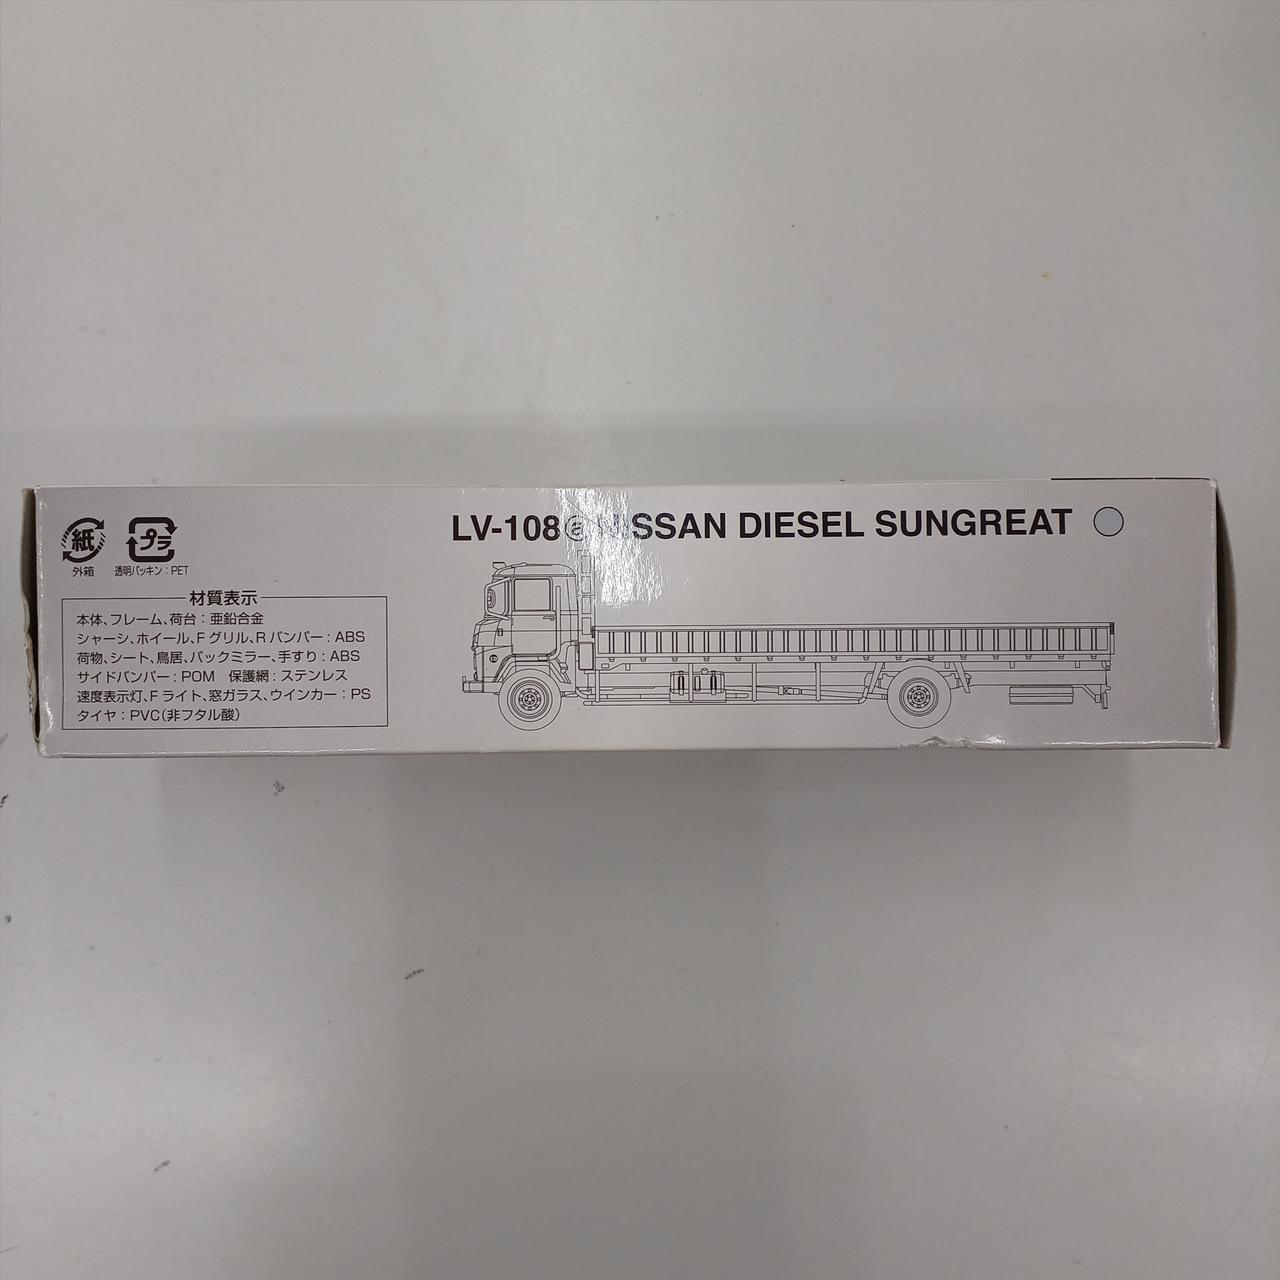 LV-108ⓐ NISSAN DIESEL SUNGREAT
紙
外箱
プラ
透明パッキン：PET
材質表示
本体、フレーム、荷台：亜鉛合金
シャーシ、ホイール、Fグリル、Rバンパー：ABS
荷物、シート、鳥居、バックミラー、手すり：ABS
サイドバンパー：POM 保護網：ステンレス
速度表示灯、Fライト、窓ガラス、ウインカー：PS
タイヤ：PVC（非フタル酸）